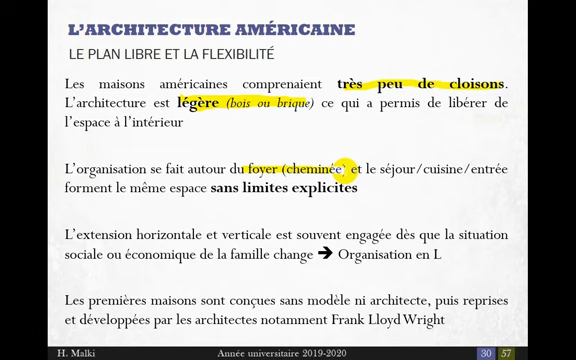 L'ARCHITECTURE AMÉRICAINE
LE PLAN LIBRE ET LA FLEXIBILITÉ
Les maisons américaines comprenaient très peu de cloisons.
L'architecture est légère (bois ou brique) ce qui a permis de libérer de
l'espace à l'intérieur
L'organisation se fait autour du foyer (cheminée) et le séjour/cuisine/entrée
forment le même espace sans limites explicites
L'extension horizontale et verticale est souvent engagée dès que la situation
sociale ou économique de la famille change → Organisation en L
Les premières maisons sont conçues sans modèle ni architecte, puis reprises
et développées par les architectes notamment Frank Lloyd Wright
H. Malki Année universitaire 2019-2020 30 57